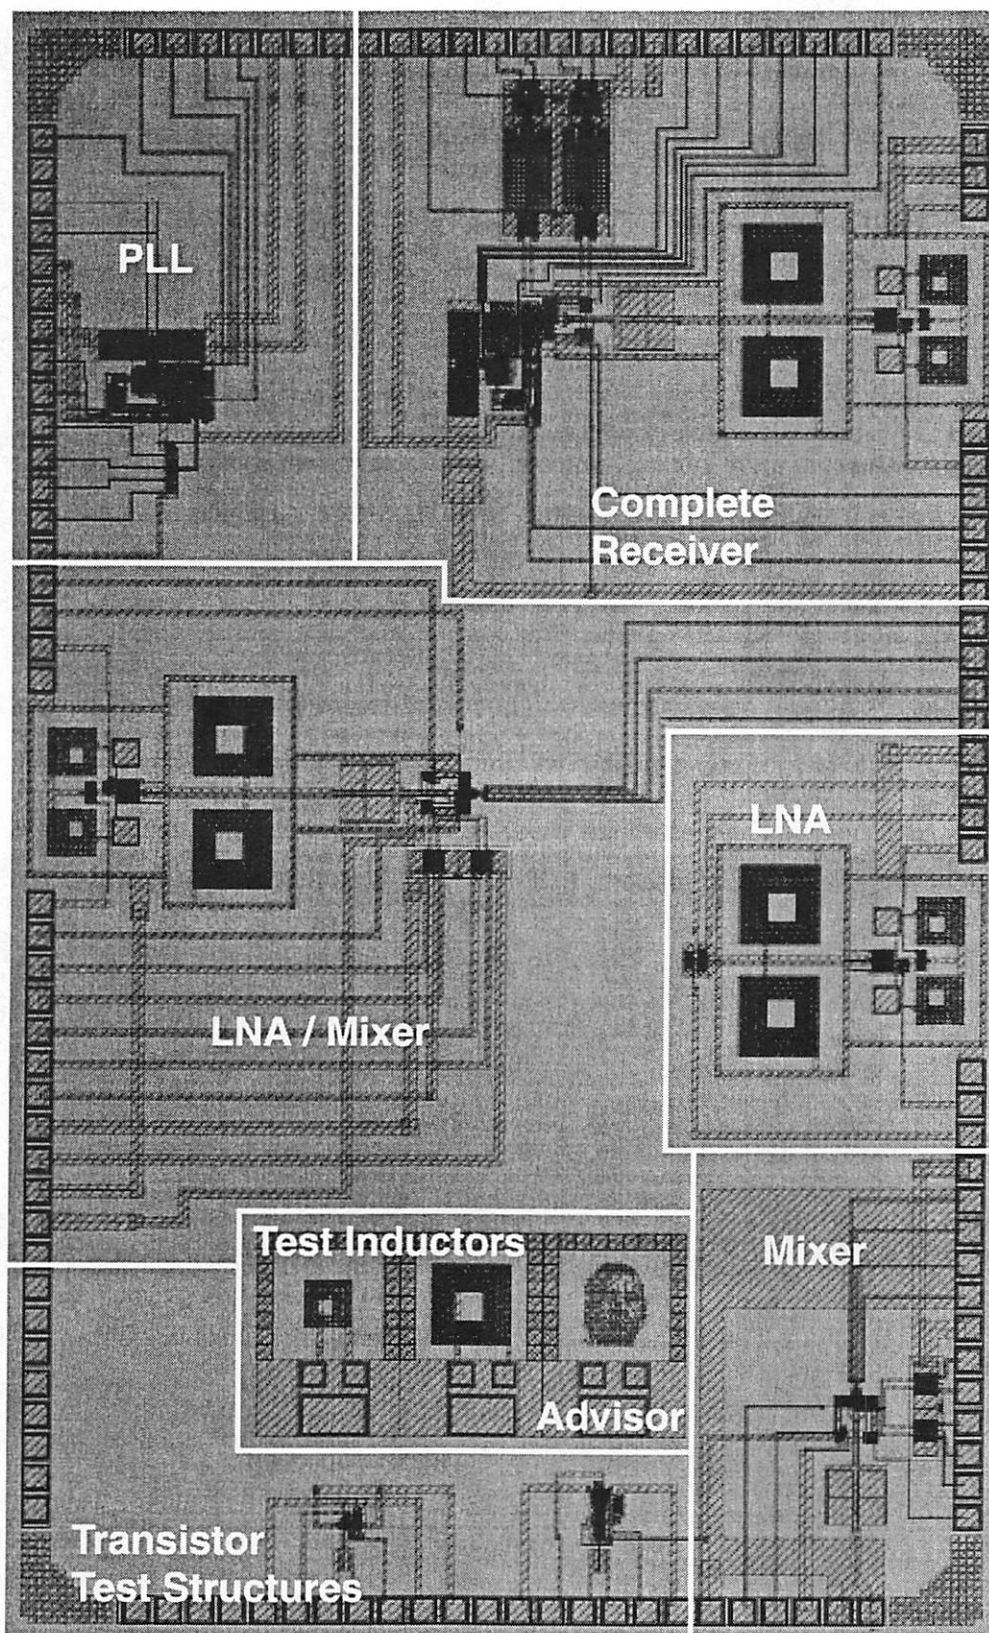 PLL
Complete
Receiver
LNA
LNA / Mixer
Test Inductors
Mixer
Advisor
Transistor
Test Structures